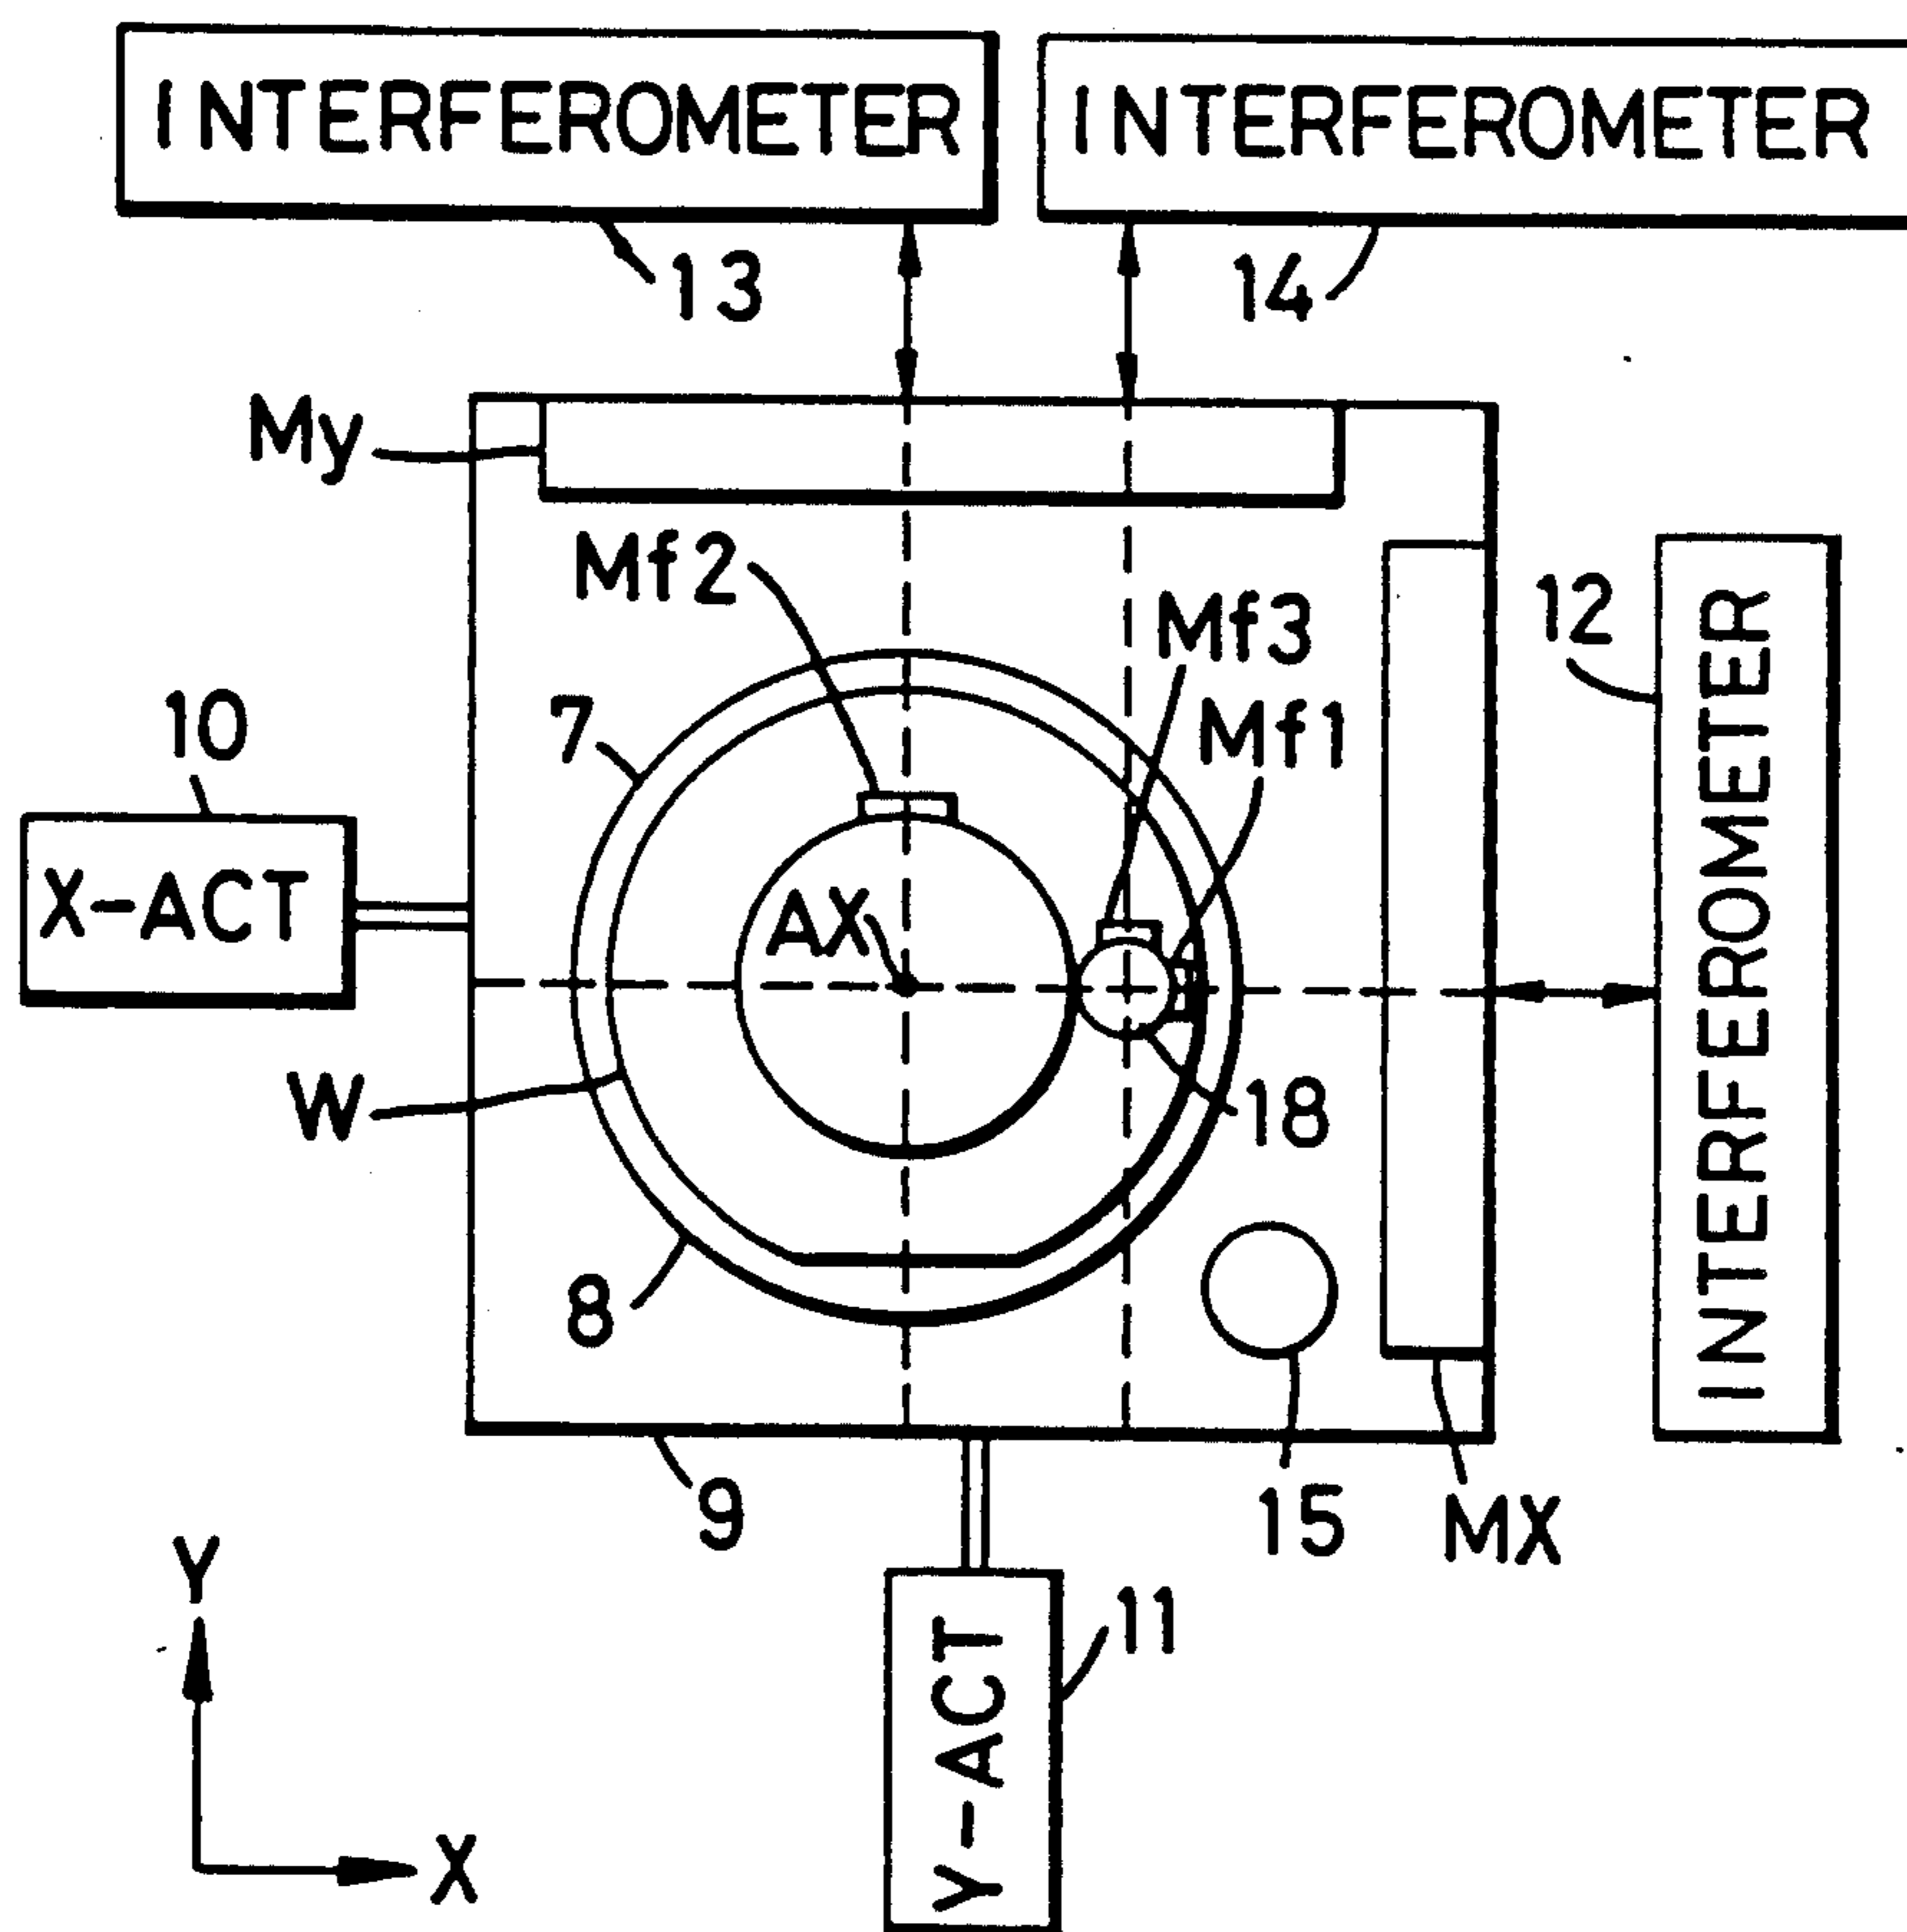 INTERFEROMETER
INTERFEROMETER
13
14
My
Mf2
Mf3
12
INTERFEROMETER
10
7
Mf1
X-ACT
AX
W
18
8
9
15
MX
Y
11
Y-ACT
X